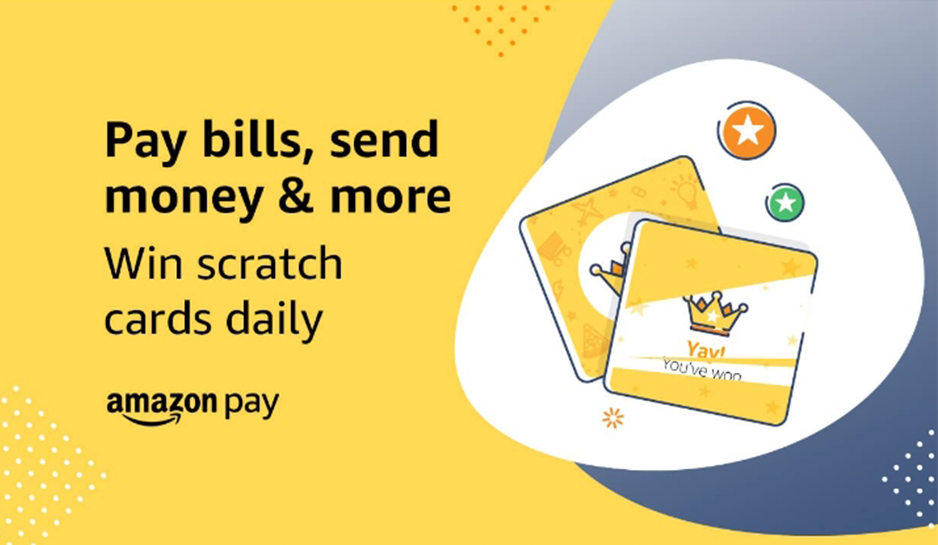 Pay bills, send
money & more
Win scratch
cards daily
amazon pay
Yay!
You've won